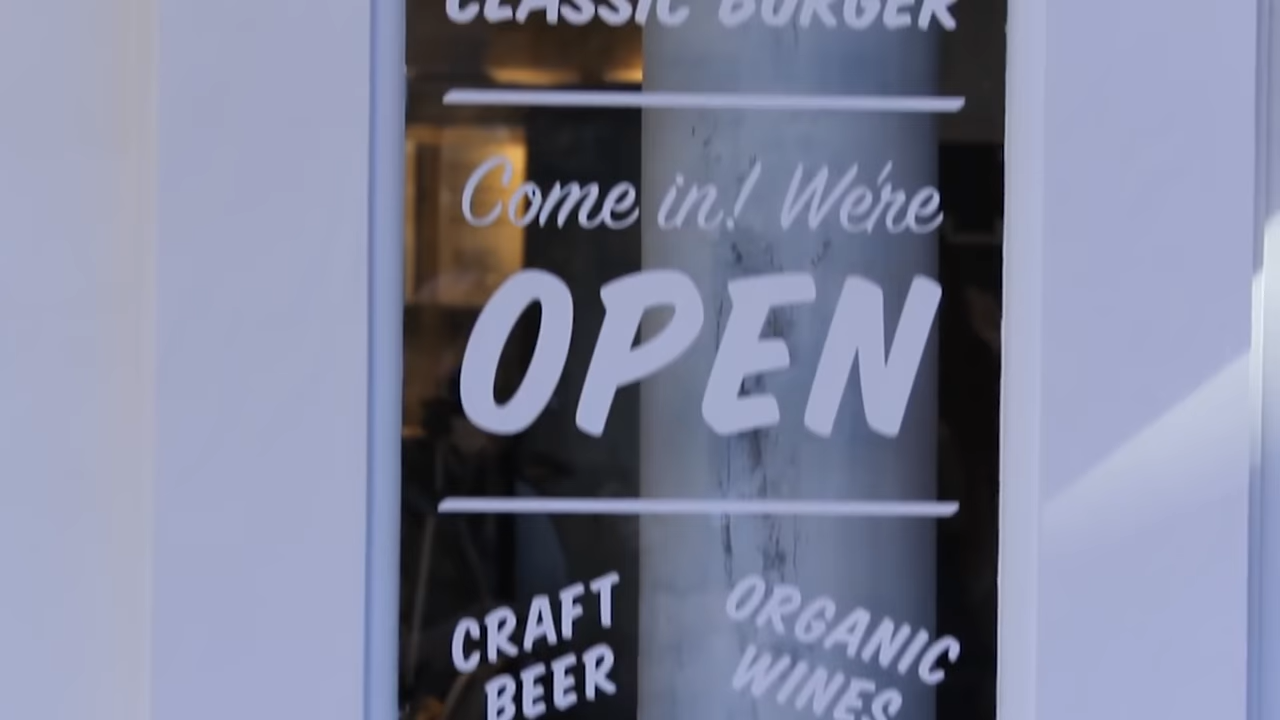 CLASSIC BURGER
Come in! We're
OPEN
CRAFT
BEER
ORGANIC
WINES